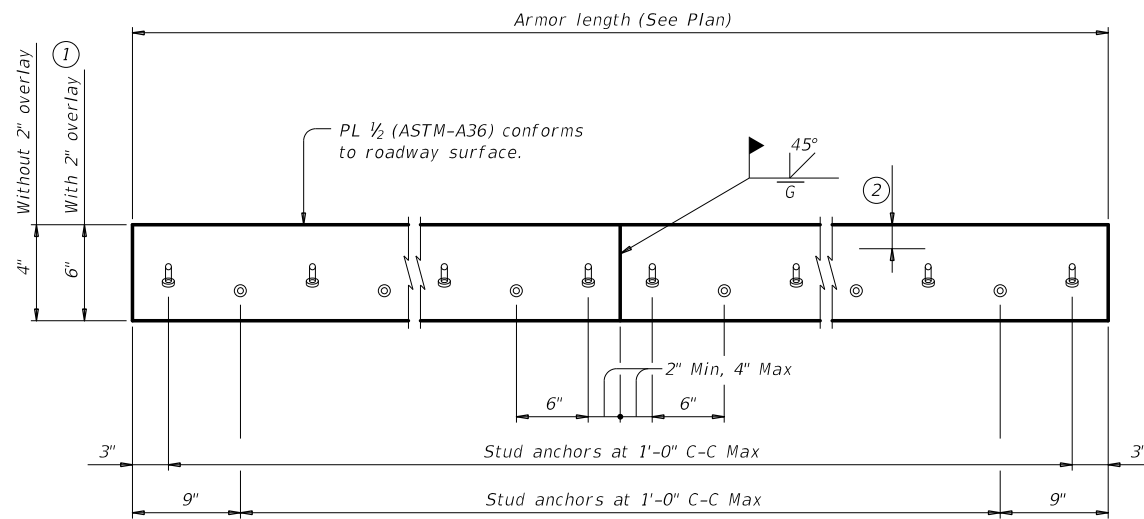 Armor length (See Plan)
Without 2" overlay
With 2" overlay
1
PL ½ (ASTM-A36) conforms
to roadway surface.
45°
G
2
4"
6"
2" Min, 4" Max
6"
6"
3"
Stud anchors at 1'-0" C-C Max
3"
9"
Stud anchors at 1'-0" C-C Max
9"